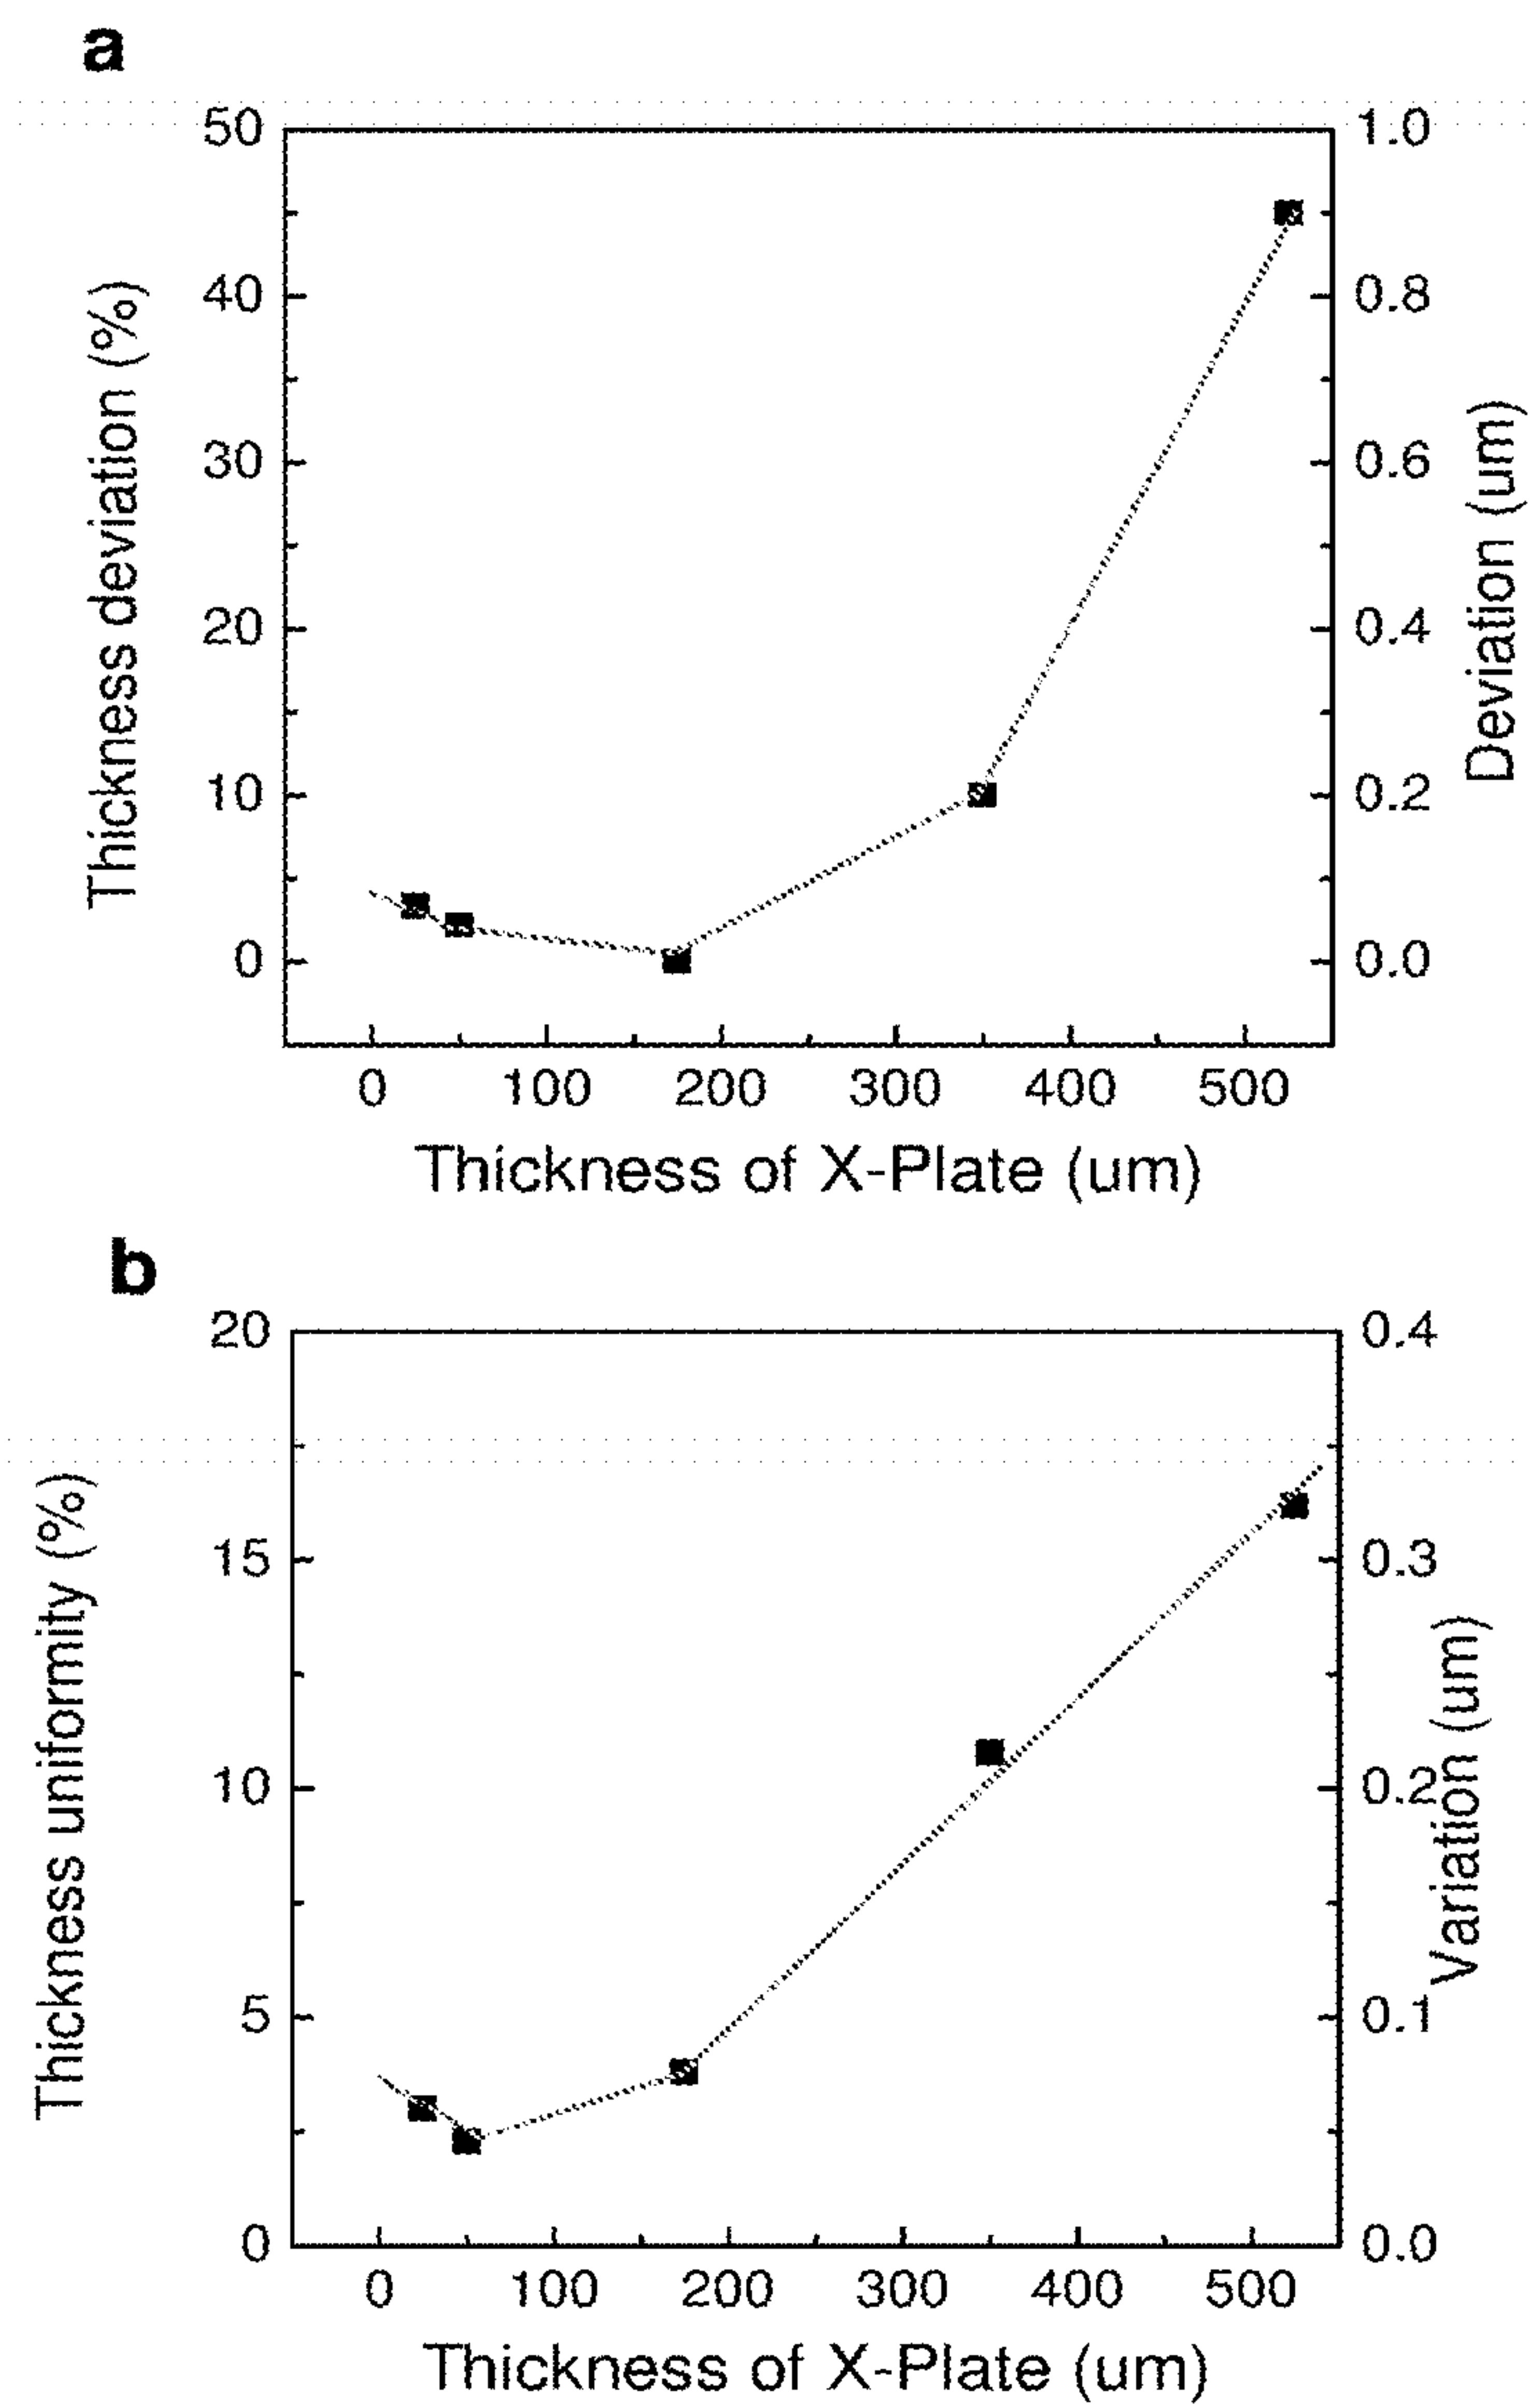 a
50
40
30
20
10
0
Thickness deviation (%)
1.0
0.8
0.6
0.4
0.2
0.0
Deviation (um)
0 100 200 300 400 500
Thickness of X-Plate (um)
b
20
15
10
5
0
Thickness uniformity (%)
0.4
0.3
0.2
0.1
0.0
Variation (um)
0 100 200 300 400 500
Thickness of X-Plate (um)